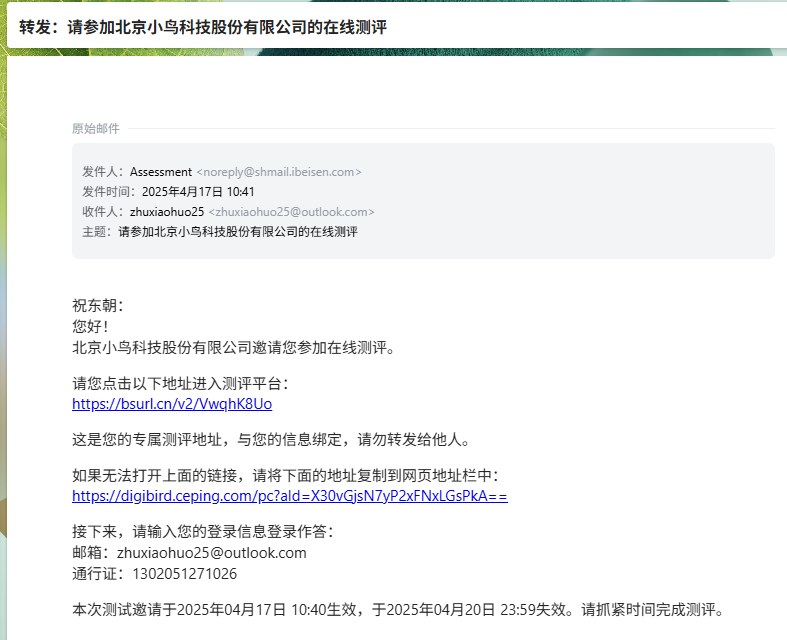 转发：请参加北京小鸟科技股份有限公司的在线测评
原始邮件
发件人：Assessment <noreply@shmail.ibeisen.com>
发件时间：2025年4月17日 10:41
收件人：zhuxiaohuo25 <zhuxiaohuo25@outlook.com>
主题：请参加北京小鸟科技股份有限公司的在线测评
祝东朝：
您好！
北京小鸟科技股份有限公司邀请您参加在线测评。
请您点击以下地址进入测评平台：
https://bsurl.cn/v2/VwqhK8Uo
这是您的专属测评地址，与您的信息绑定，请勿转发给他人。
如果无法打开上面的链接，请将下面的地址复制到网页地址栏中：
https://digibird.ceping.com/pc?ald=X30vGjsN7yP2xFNxLGsPkA==
接下来，请输入您的登录信息登录作答：
邮箱：zhuxiaohuo25@outlook.com
通行证：1302051271026
本次测试邀请于2025年04月17日 10:40生效，于2025年04月20日 23:59失效。请抓紧时间完成测评。